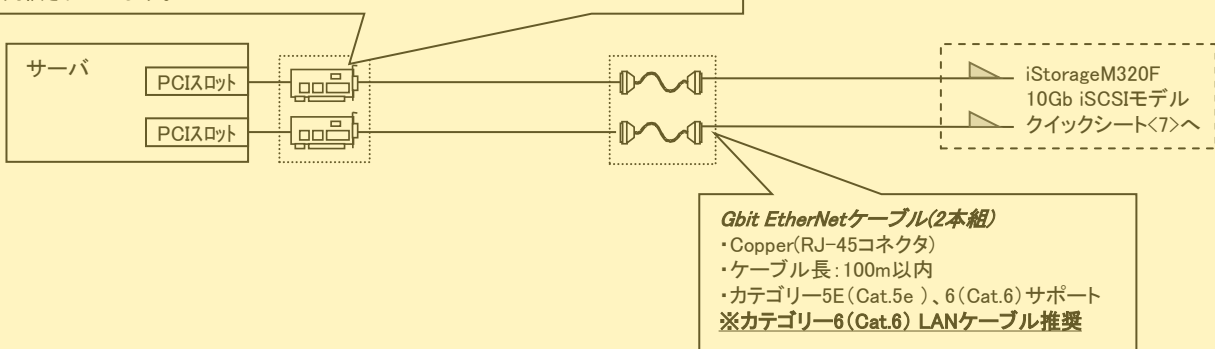 サーバ
PCIスロット
PCIスロット
iStorageM320F
10Gb iSCSIモデル
クイックシート<7>へ
Gbit EtherNetケーブル(2本組)
・Copper(RJ-45コネクタ)
・ケーブル長:100m以内
・カテゴリー5E(Cat.5e )、6(Cat.6)サポート
※カテゴリー6(Cat.6) LANケーブル推奨